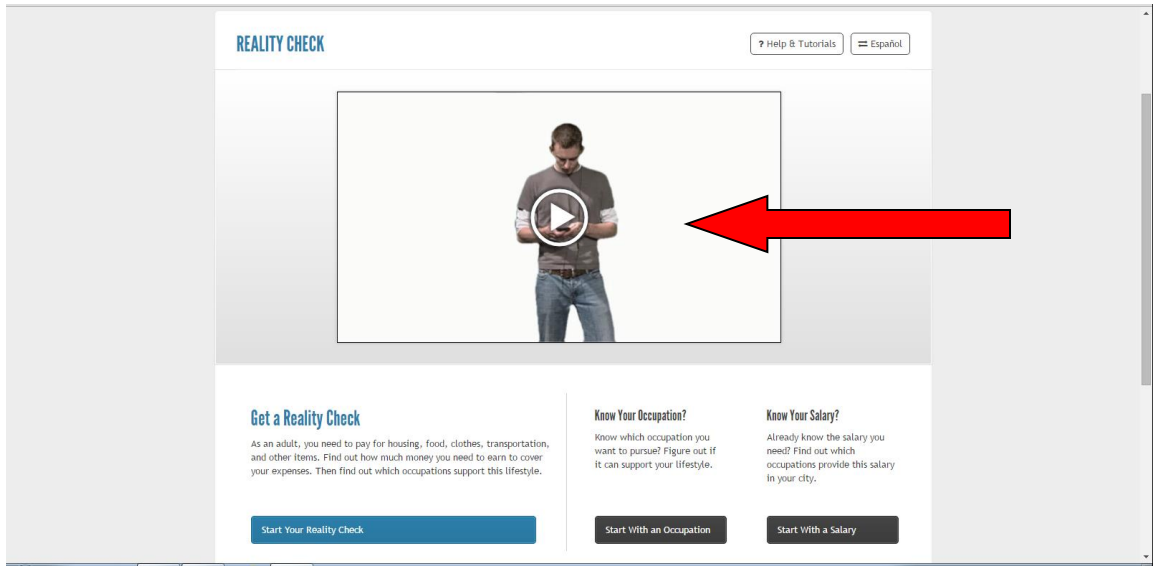 REALITY CHECK
? Help & Tutorials
Español
Get a Reality Check
As an adult, you need to pay for housing, food, clothes, transportation,
and other items. Find out how much money you need to earn to cover
your expenses. Then find out which occupations support this lifestyle.
Start Your Reality Check
Know Your Occupation?
Know which occupation you
want to pursue? Figure out if
it can support your lifestyle.
Start With an Occupation
Know Your Salary?
Already know the salary you
need? Find out which
occupations provide this salary
in your city.
Start With a Salary